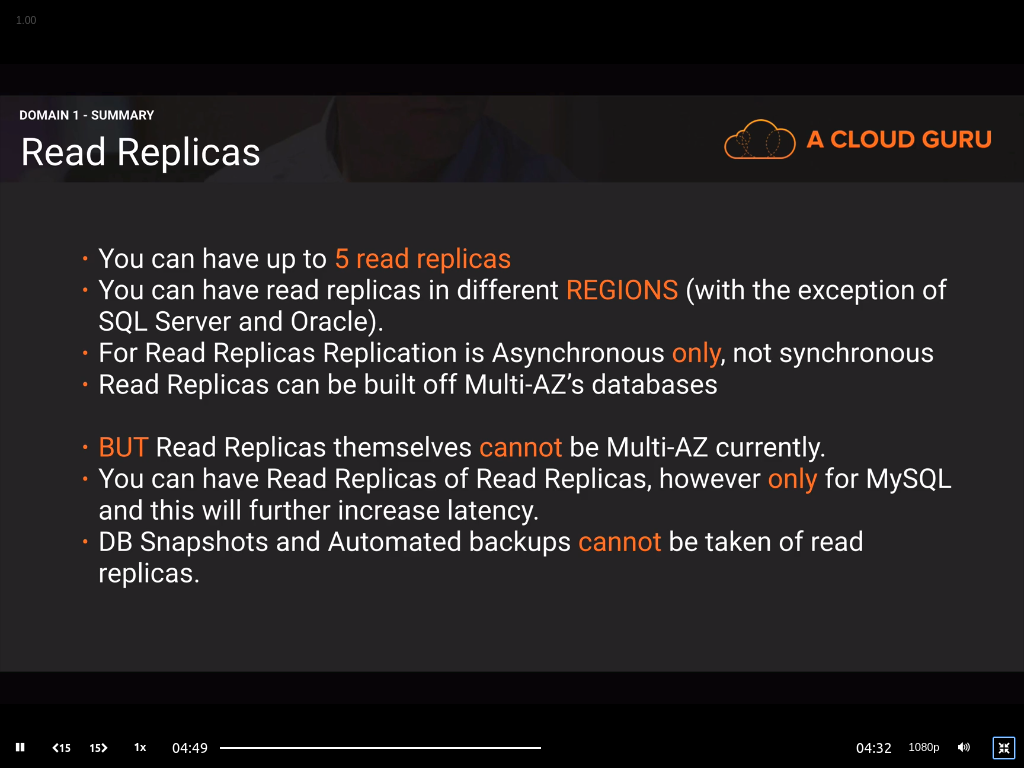 1.00
DOMAIN 1 - SUMMARY
Read Replicas
A CLOUD GURU
• You can have up to 5 read replicas
• You can have read replicas in different REGIONS (with the exception of
SQL Server and Oracle).
• For Read Replicas Replication is Asynchronous only, not synchronous
• Read Replicas can be built off Multi-AZ’s databases
• BUT Read Replicas themselves cannot be Multi-AZ currently.
• You can have Read Replicas of Read Replicas, however only for MySQL
and this will further increase latency.
• DB Snapshots and Automated backups cannot be taken of read
replicas.
15 15 1x 04:49 04:32 1080p